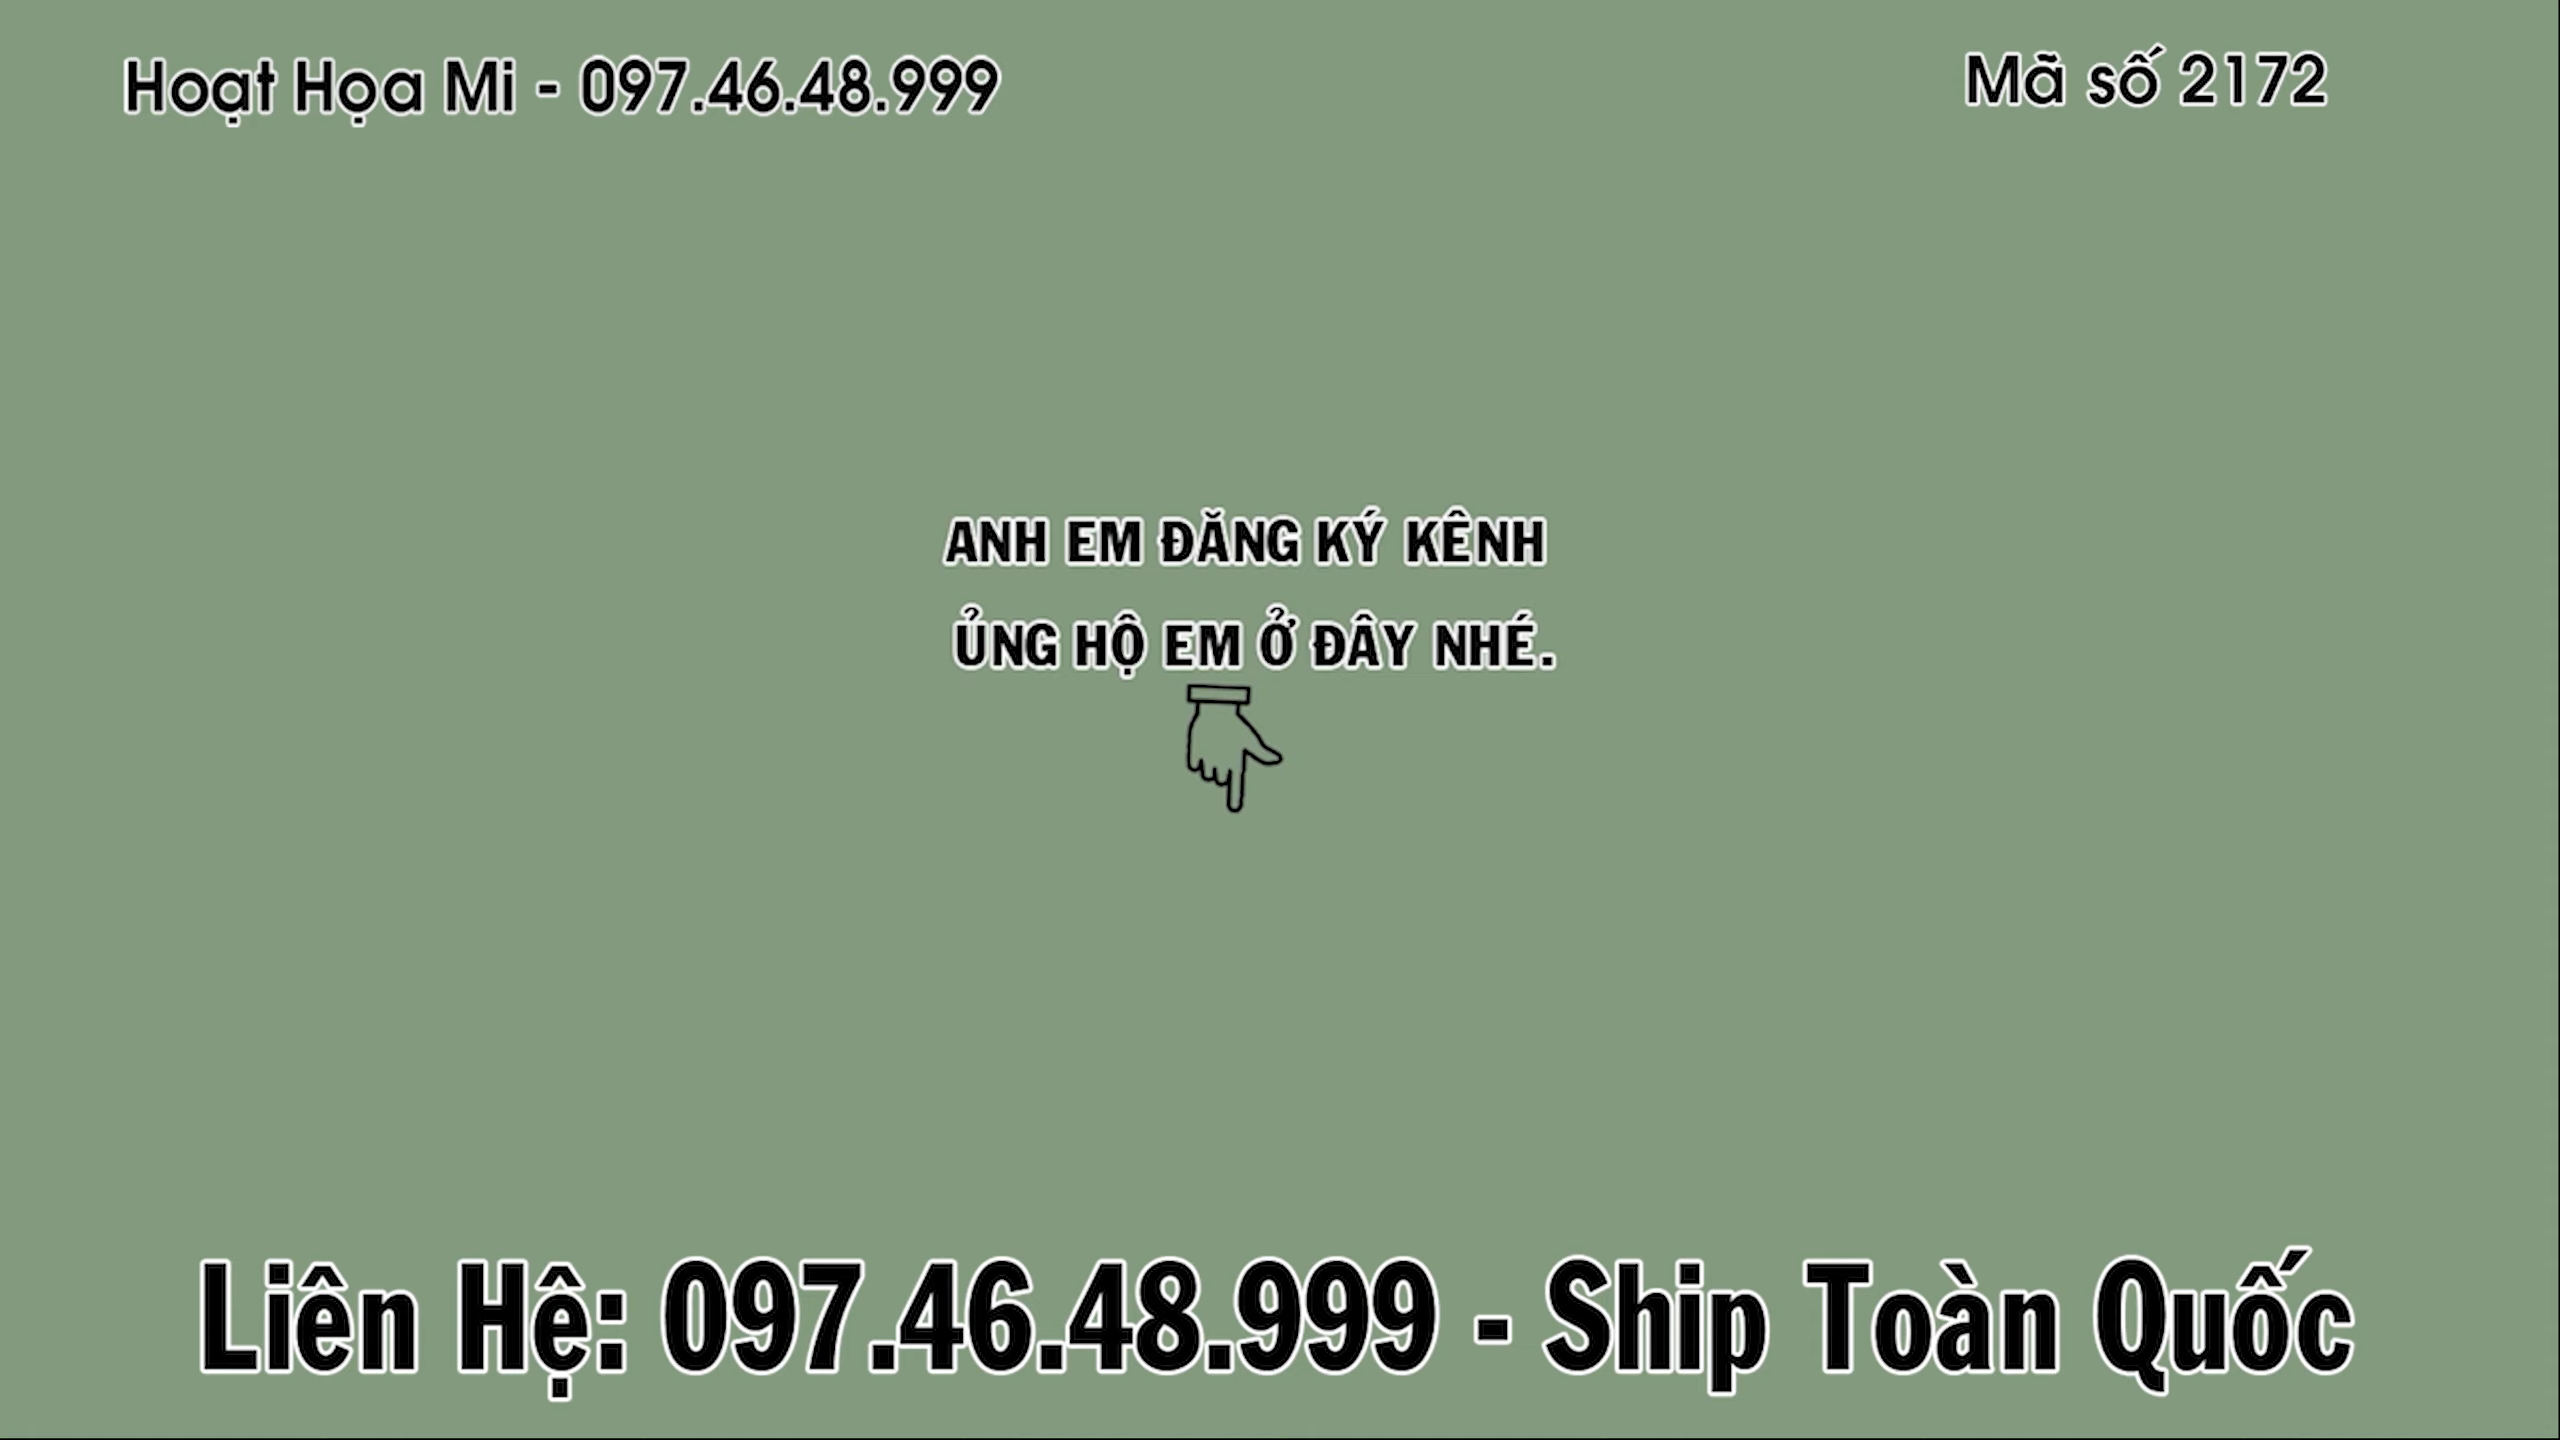 Hoạt Họa Mi - 097.46.48.999
Mã số 2172
ANH EM ĐĂNG KÝ KÊNH
ỦNG HỘ EM Ở ĐÂY NHÉ.
Liên Hệ: 097.46.48.999 - Ship Toàn Quốc